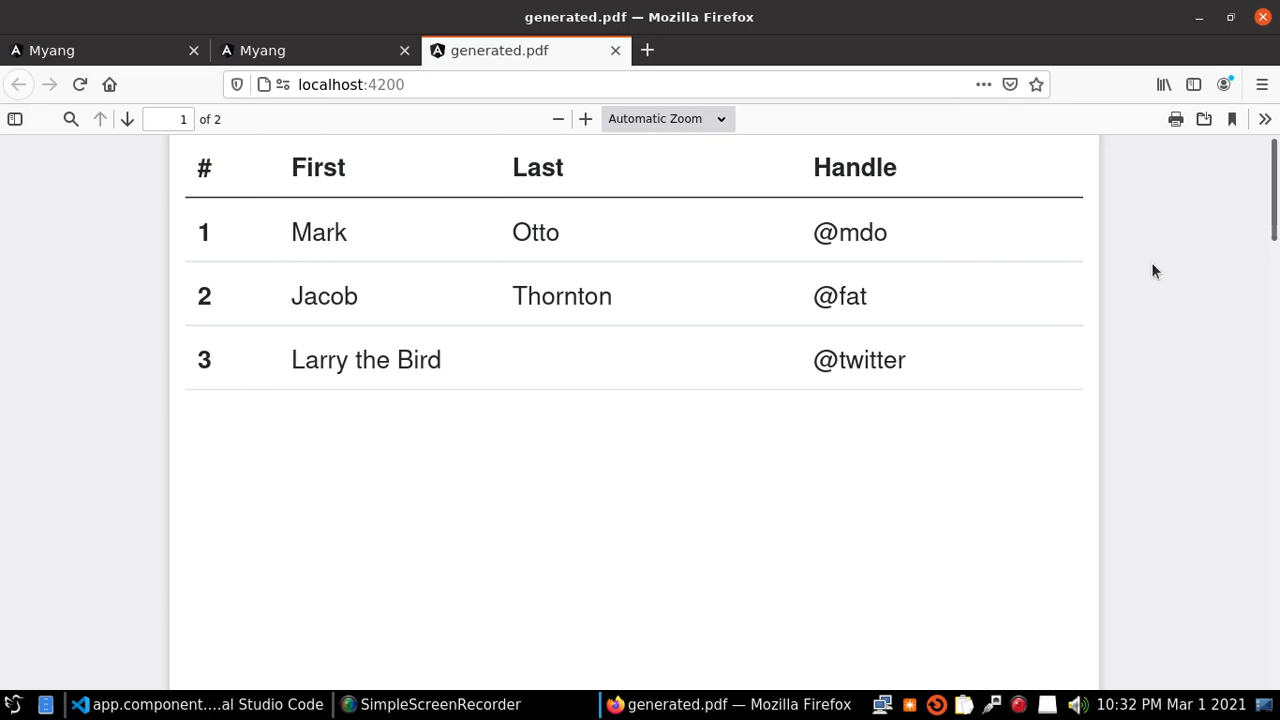 generated.pdf — Mozilla Firefox
Myang
Myang
generated.pdf
localhost:4200
1 of 2
Automatic Zoom
# First Last Handle
1 Mark Otto @mdo
2 Jacob Thornton @fat
3 Larry the Bird @twitter
app.component....al Studio Code
SimpleScreenRecorder
generated.pdf — Mozilla Firefox
10:32 PM Mar 1 2021